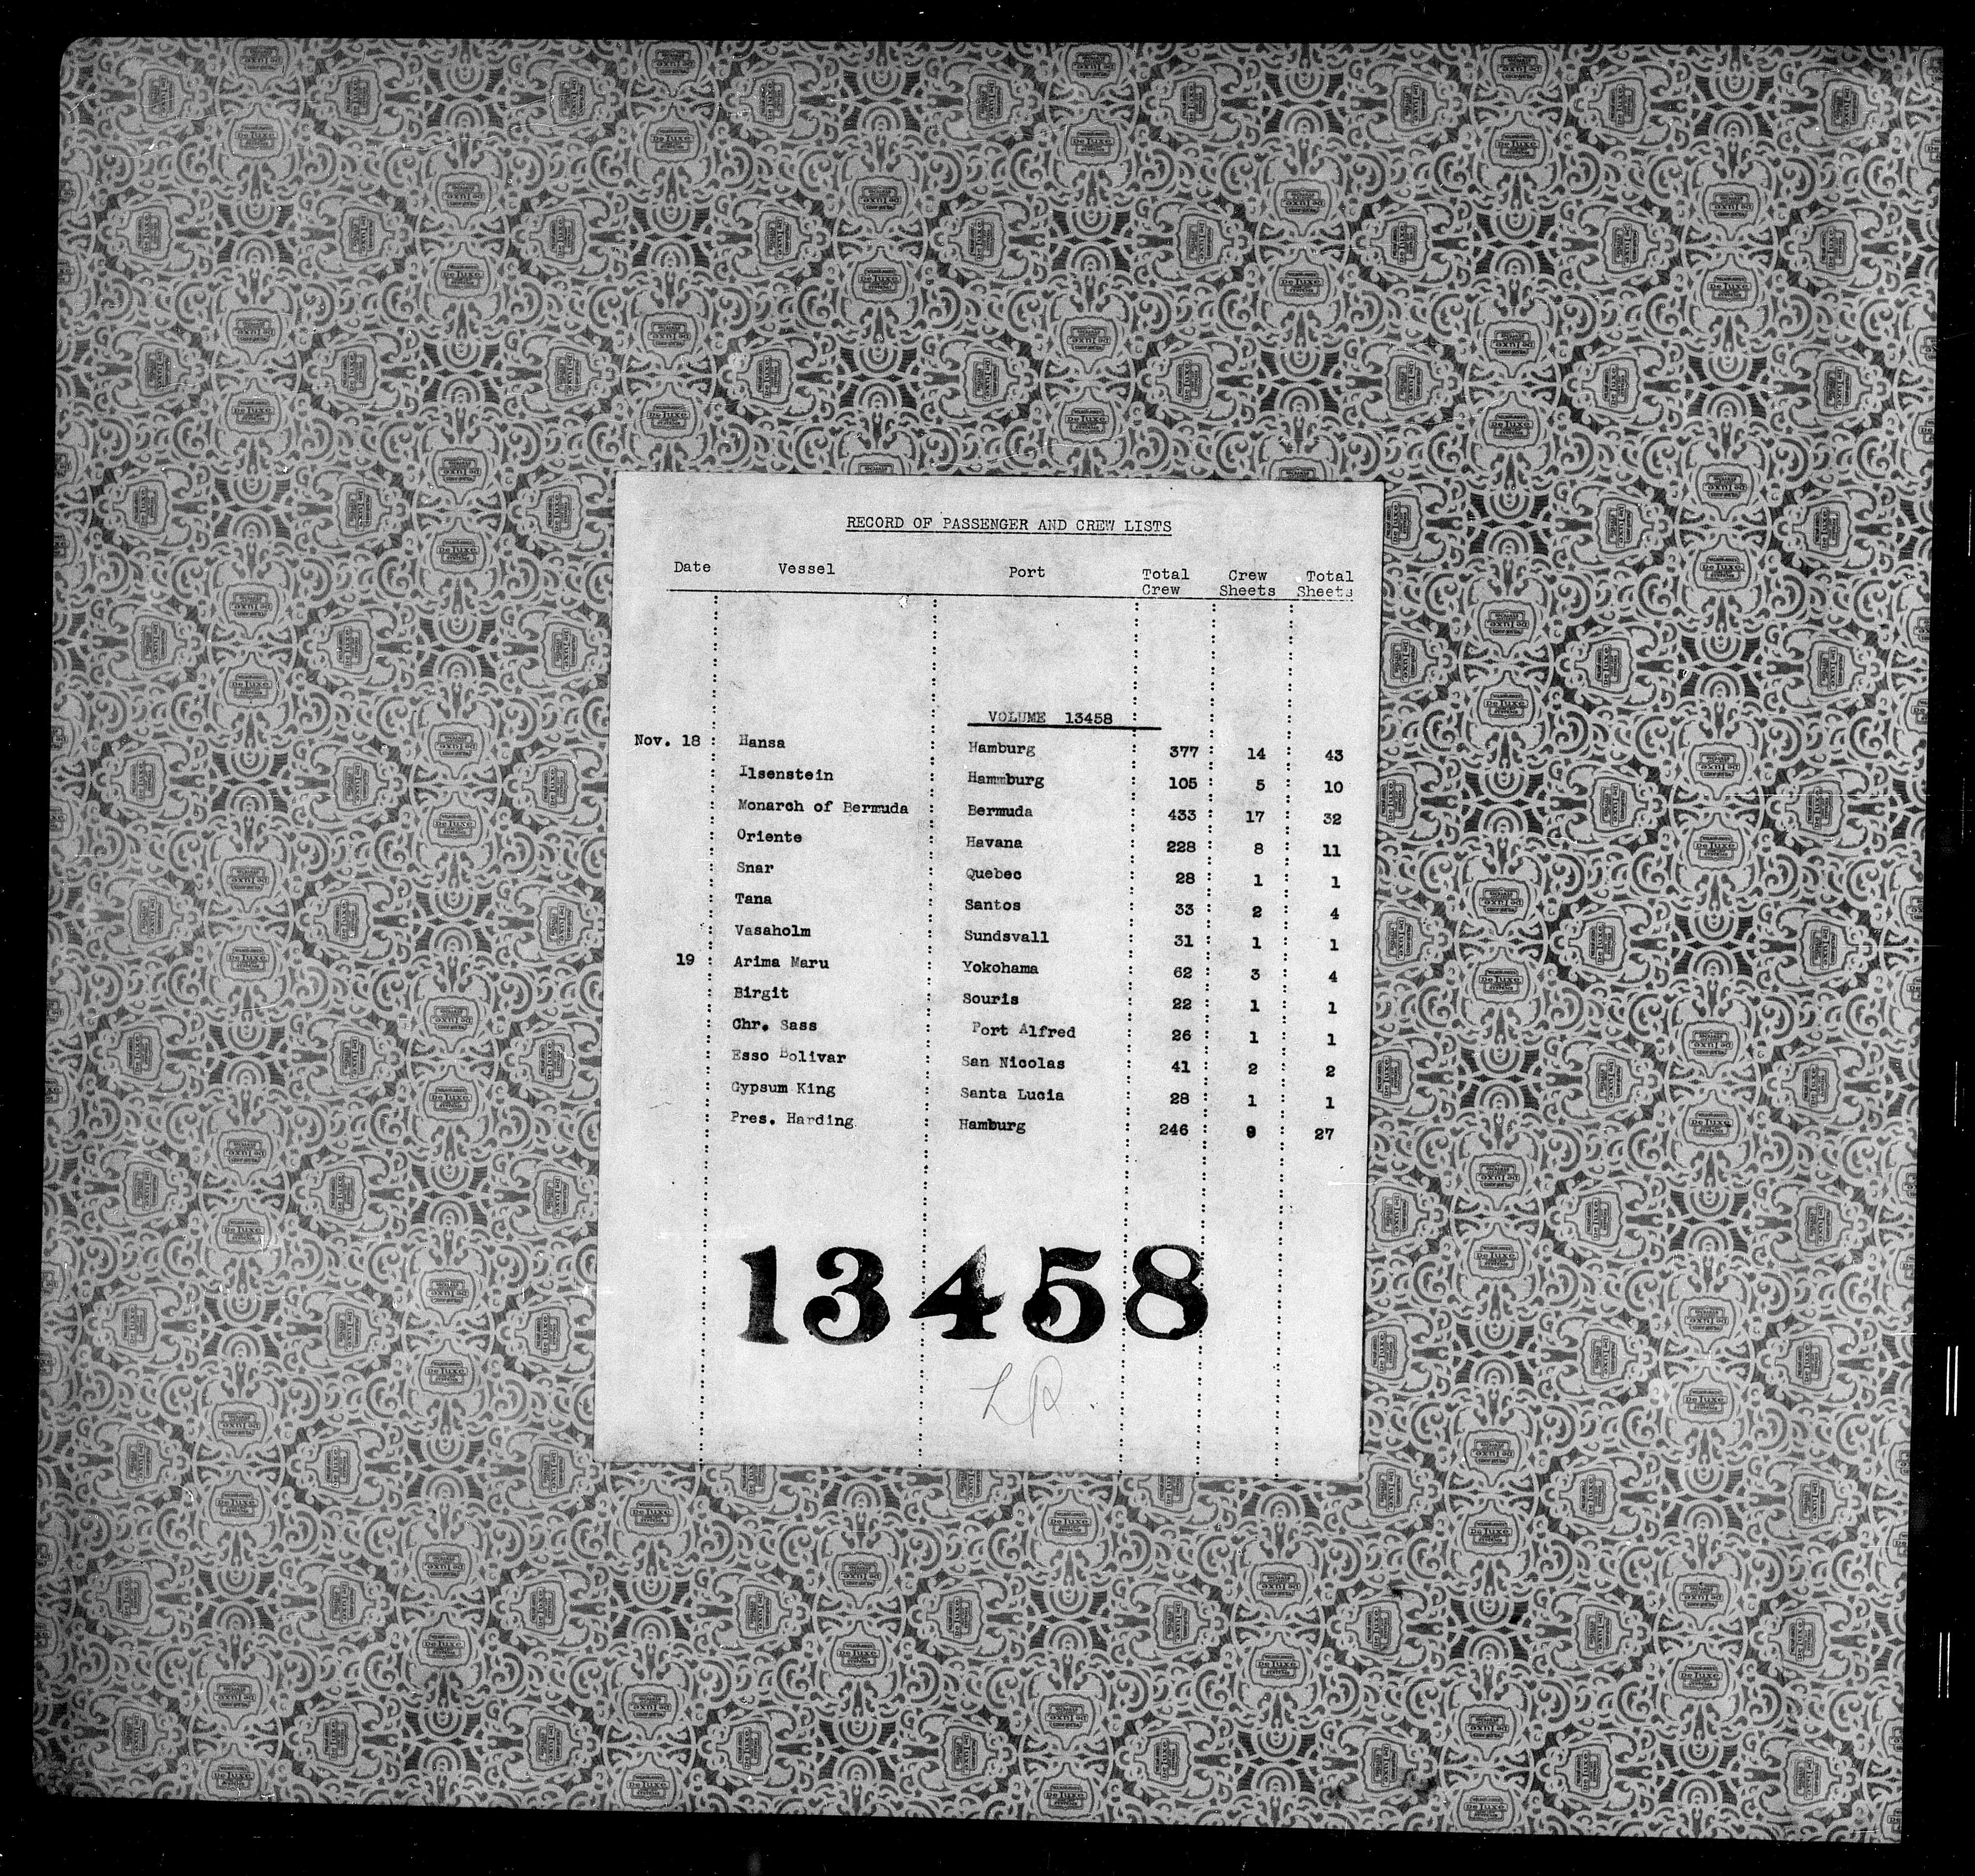 RECORD OF PASSENGER AND CREW LISTS
Date Vessel Port Total Crew Total
Crew Sheets Sheets
VOLUME 13458
Nov. 18 Hansa Hamburg 377 14 43
Ilsenstein Hammburg 105 5 10
Monarch of Bermuda Bermuda 433 17 32
Oriente Havana 228 8 11
Snar Quebec 28 1 1
Tana Santos 33 2 4
Vasaholm Sundsvall 31 1 1
19 Arima Maru Yokohama 62 3 4
Birgit Souris 22 1 1
Chr. Sass Port Alfred 26 1 1
Esso Bolivar San Nicolas 41 2 2
Gypsum King Santa Lucia 28 1 1
Pres. Harding Hamburg 246 9 27
13458
LR.